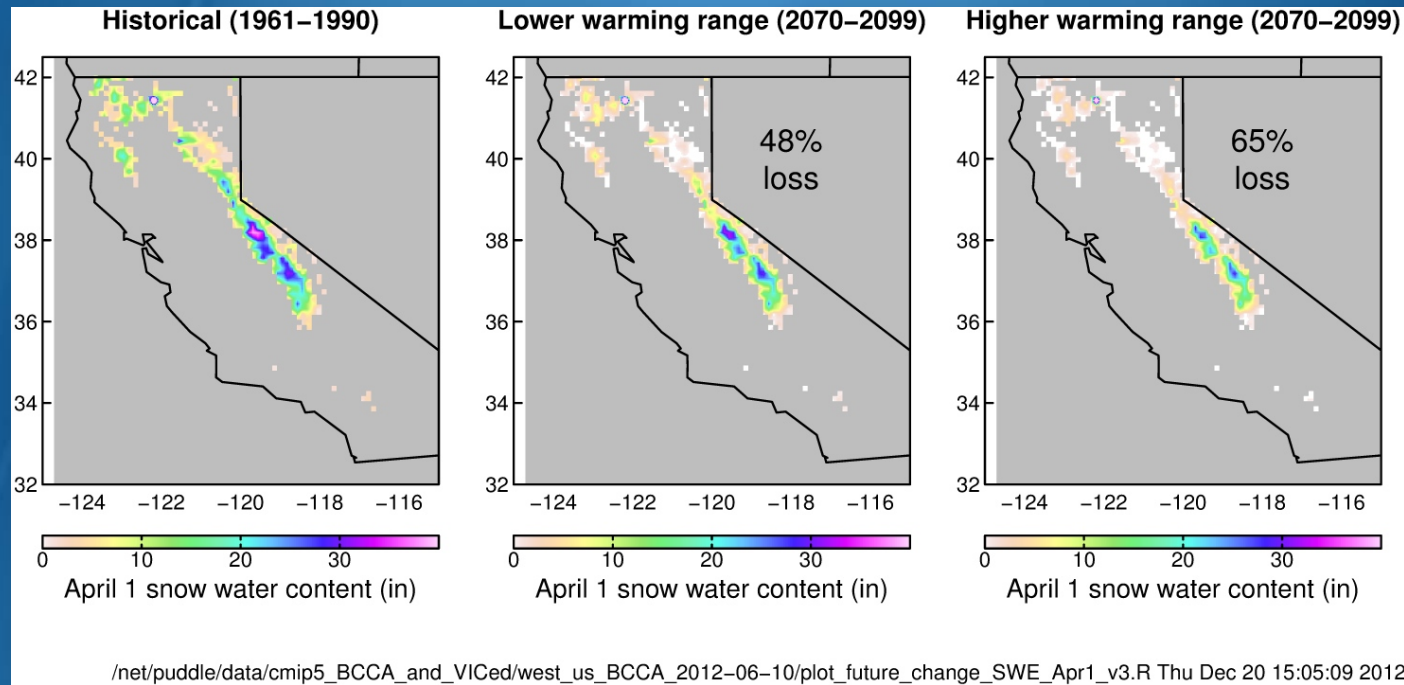 Historical (1961−1990)
42
40
38
36
34
32
−124 −122 −120 −118 −116
0 10 20 30
April 1 snow water content (in)
Lower warming range (2070−2099)
48%
loss
42
40
38
36
34
32
−124 −122 −120 −118 −116
0 10 20 30
April 1 snow water content (in)
Higher warming range (2070−2099)
65%
loss
42
40
38
36
34
32
−124 −122 −120 −118 −116
0 10 20 30
April 1 snow water content (in)
/net/puddle/data/cmip5_BCCA_and_VICed/west_us_BCCA_2012−06−10/plot_future_change_SWE_Apr1_v3.R Thu Dec 20 15:05:09 2012